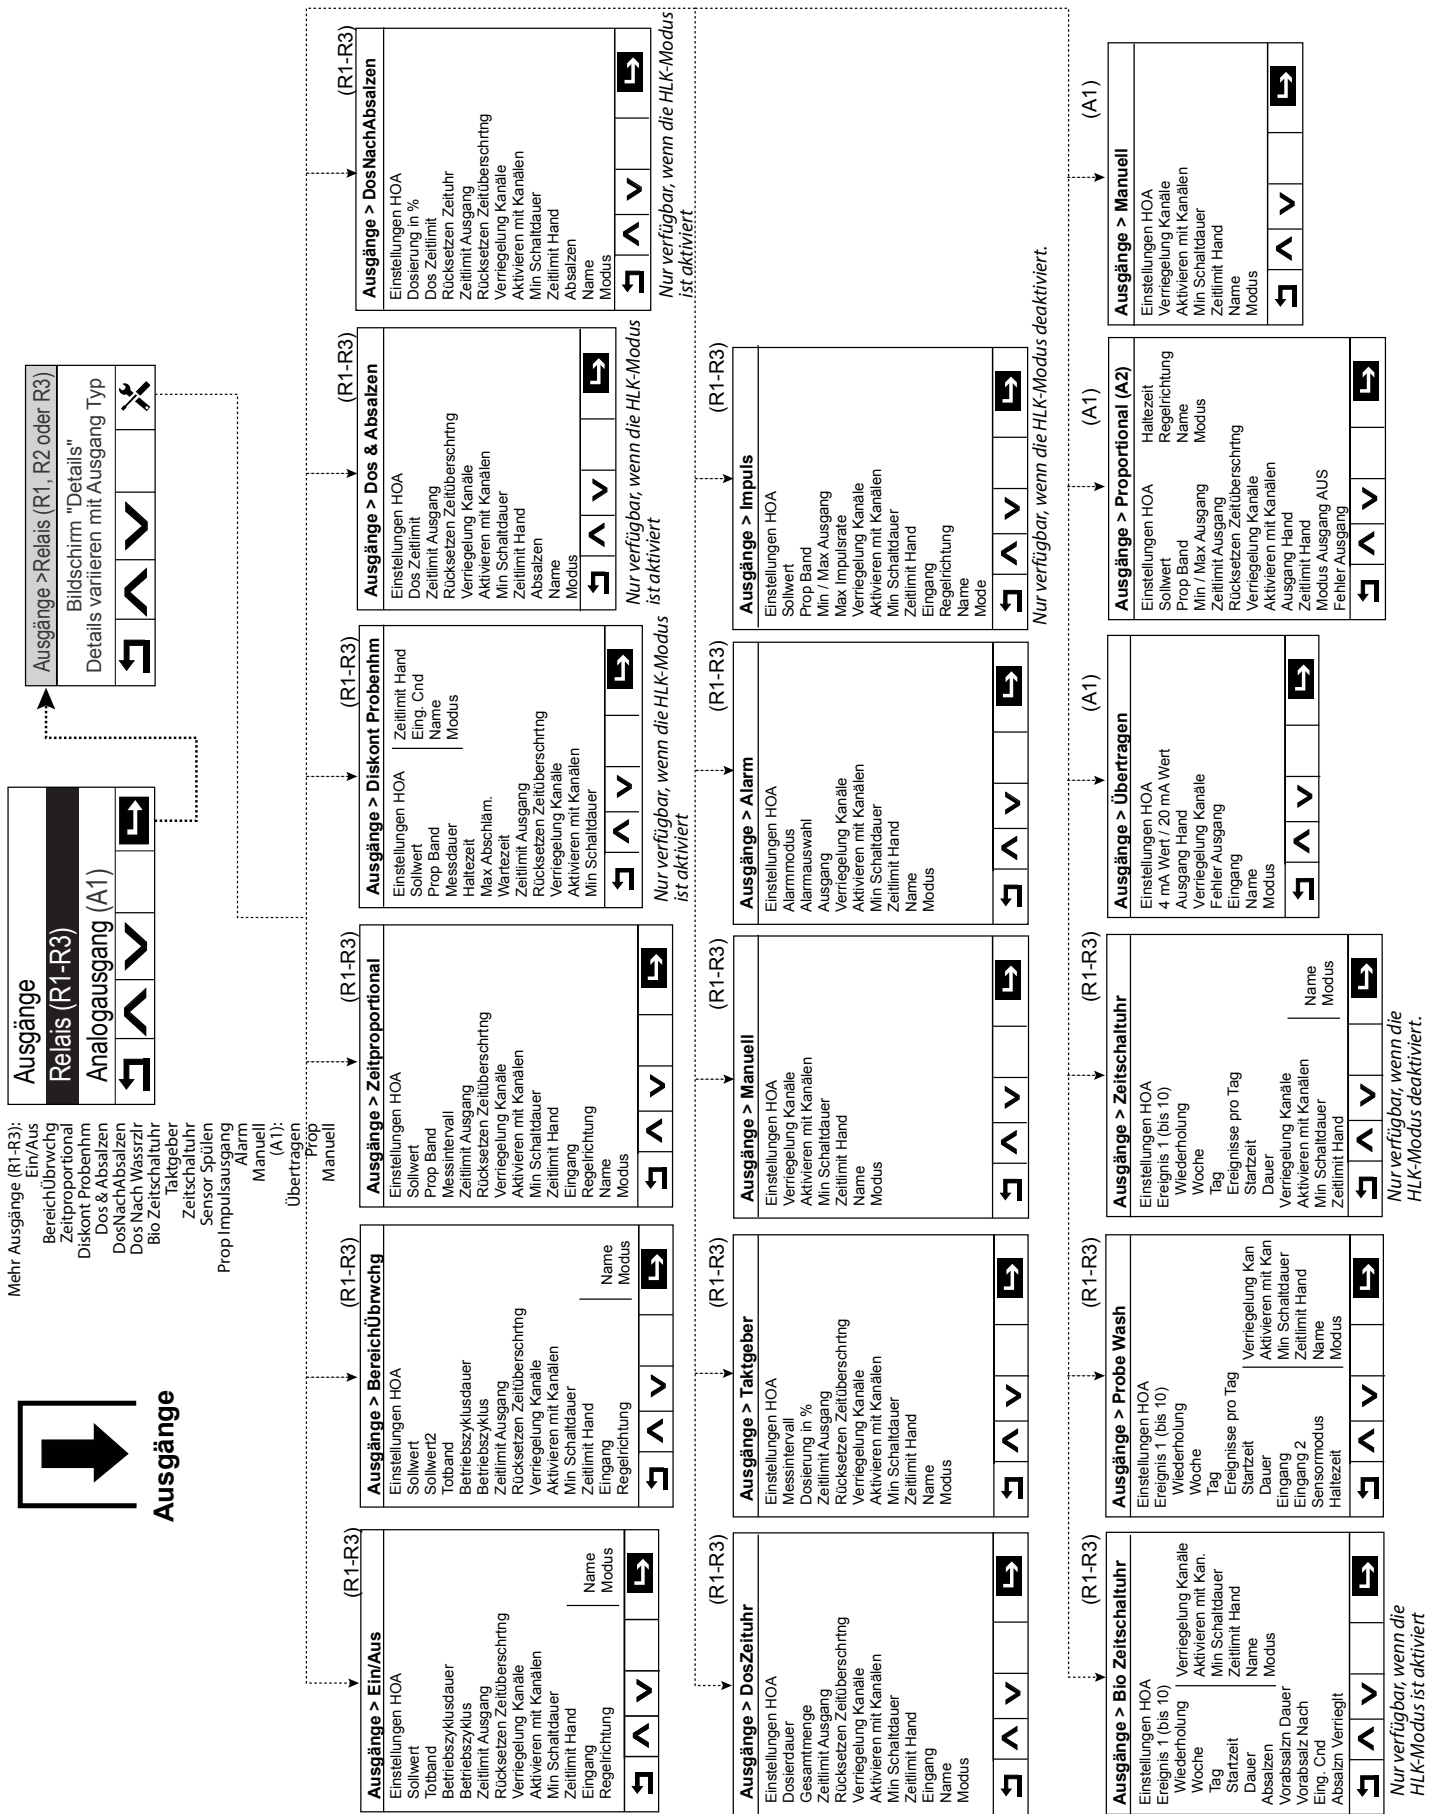 Ausgänge
Mehr Ausgänge (R1-R3):
Ein/Aus
BereichÜbrwchg
Zeitproportional
Diskont Probenhm
Dos & Absalzen
DosNachAbsalzen
Dos Nach Wasszlr
Bio Zeitschaltuhr
Taktgeber
Zeitschaltuhr
Sensor Spülen
Prop Impulsausgang
Alarm
Manuell
(A1):
Übertragen
Prop
Manuell
Ausgänge
Relais (R1-R3)
Analogausgang (A1)
Ausgänge >Relais (R1, R2 oder R3)
Bildschirm "Details"
Details variieren mit Ausgang Typ
(R1-R3)
Ausgänge > Ein/Aus
Einstellungen HOA
Sollwert
Totband
Betriebszyklusdauer
Betriebszyklus
Zeitlimit Ausgang
Rücksetzen Zeitüberschrtng
Verriegelung Kanäle
Aktivieren mit Kanälen
Min Schaltdauer
Zeitlimit Hand
Eingang
Regelrichtung
Name
Modus
(R1-R3)
Ausgänge > BereichÜbrwchg
Einstellungen HOA
Sollwert
Sollwert2
Totband
Betriebszyklusdauer
Betriebszyklus
Zeitlimit Ausgang
Rücksetzen Zeitüberschrtng
Verriegelung Kanäle
Aktivieren mit Kanälen
Min Schaltdauer
Zeitlimit Hand
Eingang
Regelrichtung
Name
Modus
(R1-R3)
Ausgänge > Zeitproportional
Einstellungen HOA
Sollwert
Prop Band
Messintervall
Zeitlimit Ausgang
Rücksetzen Zeitüberschrtng
Verriegelung Kanäle
Aktivieren mit Kanälen
Min Schaltdauer
Zeitlimit Hand
Eingang
Regelrichtung
Name
Modus
(R1-R3)
Ausgänge > Diskont Probenhm
Einstellungen HOA
Sollwert
Prop Band
Messdauer
Haltezeit
Max Abschläm.
Wartezeit
Zeitlimit Ausgang
Rücksetzen Zeitüberschrtng
Verriegelung Kanäle
Aktivieren mit Kanälen
Min Schaltdauer
Zeitlimit Hand
Eing. Cnd
Name
Modus
Nur verfügbar, wenn die HLK-Modus
ist aktiviert
(R1-R3)
Ausgänge > Dos & Absalzen
Einstellungen HOA
Dos Zeitlimit
Zeitlimit Ausgang
Rücksetzen Zeitüberschrtng
Verriegelung Kanäle
Aktivieren mit Kanälen
Min Schaltdauer
Zeitlimit Hand
Absalzen
Name
Modus
Nur verfügbar, wenn die HLK-Modus
ist aktiviert
(R1-R3)
Ausgänge > DosNachAbsalzen
Einstellungen HOA
Dosierung in %
Dos Zeitlimit
Rücksetzen Zeituhr
Zeitlimit Ausgang
Rücksetzen Zeitüberschrtng
Verriegelung Kanäle
Aktivieren mit Kanälen
Min Schaltdauer
Zeitlimit Hand
Absalzen
Name
Modus
Nur verfügbar, wenn die HLK-Modus
ist aktiviert
(R1-R3)
Ausgänge > DosZeituhr
Einstellungen HOA
Dosierdauer
Gesamtmenge
Zeitlimit Ausgang
Rücksetzen Zeitüberschrtng
Verriegelung Kanäle
Aktivieren mit Kanälen
Min Schaltdauer
Zeitlimit Hand
Eingang
Name
Modus
(R1-R3)
Ausgänge > Taktgeber
Einstellungen HOA
Messintervall
Dosierung in %
Zeitlimit Ausgang
Rücksetzen Zeitüberschrtng
Verriegelung Kanäle
Aktivieren mit Kanälen
Min Schaltdauer
Zeitlimit Hand
Name
Modus
(R1-R3)
Ausgänge > Manuell
Einstellungen HOA
Verriegelung Kanäle
Aktivieren mit Kanälen
Min Schaltdauer
Zeitlimit Hand
Name
Modus
(R1-R3)
Ausgänge > Alarm
Einstellungen HOA
Alarmmodus
Alarmauswahl
Ausgang
Verriegelung Kanäle
Aktivieren mit Kanälen
Min Schaltdauer
Zeitlimit Hand
Name
Modus
(R1-R3)
Ausgänge > Impuls
Einstellungen HOA
Sollwert
Prop Band
Min / Max Ausgang
Max Impulsrate
Verriegelung Kanäle
Aktivieren mit Kanälen
Min Schaltdauer
Zeitlimit Hand
Eingang
Regelrichtung
Name
Mode
Nur verfügbar, wenn die HLK-Modus deaktiviert.
(R1-R3)
Ausgänge > Bio Zeitschaltuhr
Einstellungen HOA
Ereignis 1 (bis 10)
Wiederholung
Woche
Tag
Startzeit
Dauer
Absalzen
Vorabsalzn Dauer
Vorabsalz Nach
Eing. Cnd
Absalzn Verrieglt
Verriegelung Kanäle
Aktivieren mit Kan.
Min Schaltdauer
Zeitlimit Hand
Name
Modus
Nur verfügbar, wenn die
HLK-Modus ist aktiviert
(R1-R3)
Ausgänge > Probe Wash
Einstellungen HOA
Ereignis 1 (bis 10)
Wiederholung
Woche
Tag
Ereignisse pro Tag
Startzeit
Dauer
Eingang
Eingang 2
Sensormodus
Haltezeit
Verriegelung Kan
Aktivieren mit Kan
Min Schaltdauer
Zeitlimit Hand
Name
Modus
(R1-R3)
Ausgänge > Zeitschaltuhr
Einstellungen HOA
Ereignis 1 (bis 10)
Wiederholung
Woche
Tag
Ereignisse pro Tag
Startzeit
Dauer
Verriegelung Kanäle
Aktivieren mit Kanälen
Min Schaltdauer
Zeitlimit Hand
Name
Modus
Nur verfügbar, wenn die
HLK-Modus deaktiviert.
(A1)
Ausgänge > Übertragen
Einstellungen HOA
4 mA Wert / 20 mA Wert
Ausgang Hand
Verriegelung Kanäle
Fehler Ausgang
Eingang
Name
Modus
(A1)
Ausgänge > Proportional (A2)
Einstellungen HOA
Sollwert
Prop Band
Min / Max Ausgang
Zeitlimit Ausgang
Rücksetzen Zeitüberschrtng
Verriegelung Kanäle
Aktivieren mit Kanälen
Ausgang Hand
Zeitlimit Hand
Modus Ausgang AUS
Fehler Ausgang
Haltezeit
Regelrichtung
Name
Modus
(A1)
Ausgänge > Manuell
Einstellungen HOA
Verriegelung Kanäle
Aktivieren mit Kanälen
Min Schaltdauer
Zeitlimit Hand
Name
Modus